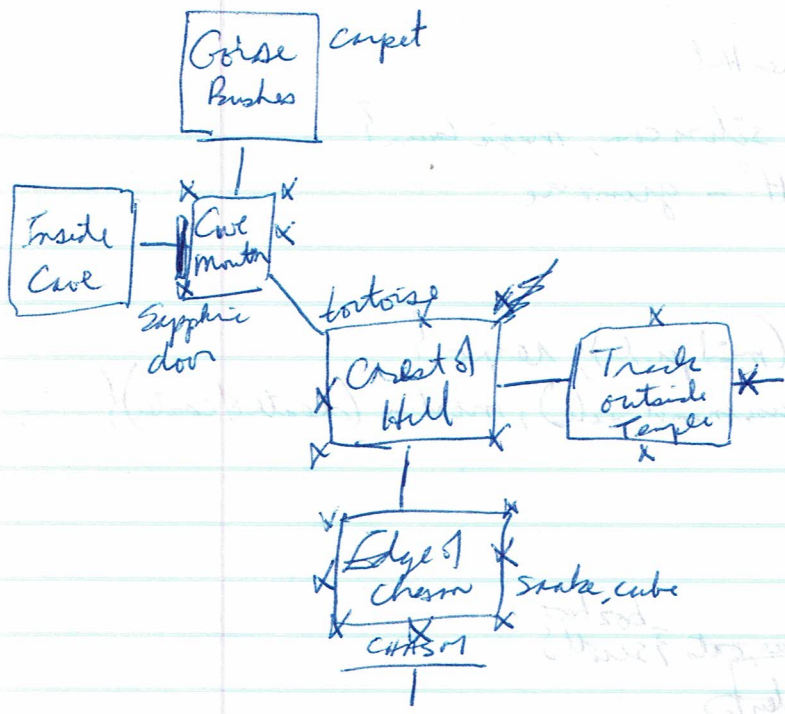 Gorse
Bushes
carpet
Inside
Cave
Cave
Mouth
Sapphire
door
tortoise
Crest of
Hill
Track
outside
Temple
Edge of
Chasm
snake, cube
CHASM